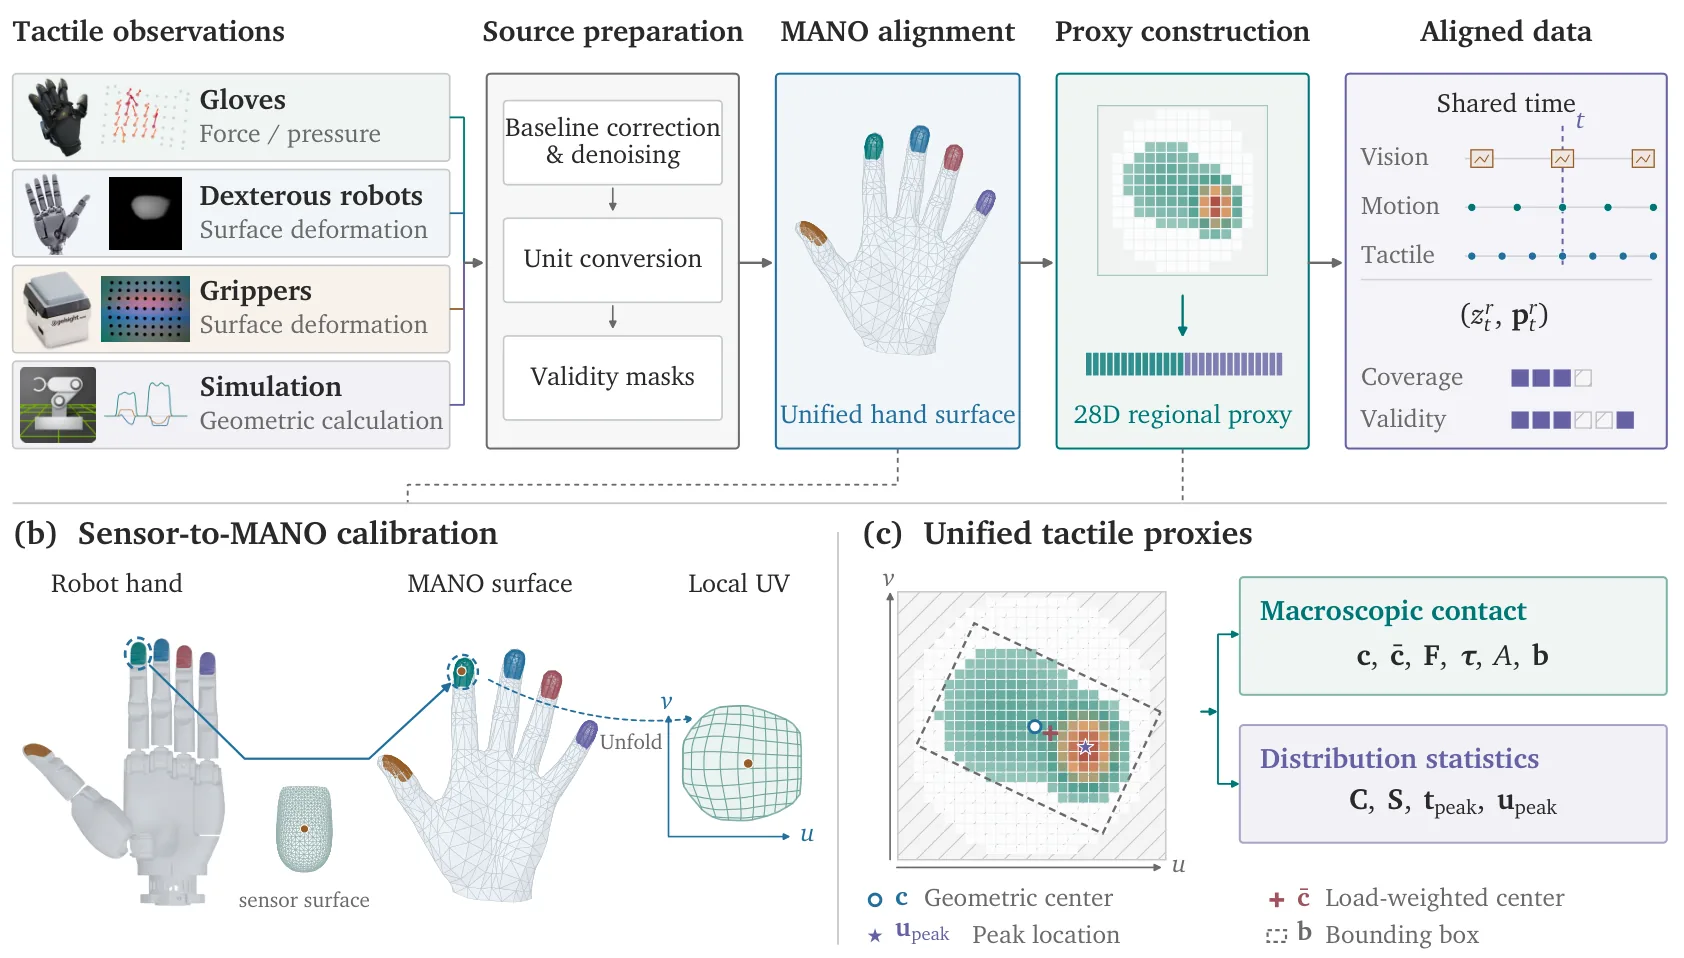 Tactile observations
Gloves
Force / pressure
Dexterous robots
Surface deformation
@gelsight
Grippers
Surface deformation
Simulation
Geometric calculation
Source preparation
Baseline correction
& denoising
Unit conversion
Validity masks
MANO alignment
Unified hand surface
Proxy construction
28D regional proxy
Aligned data
Shared time
t
Vision
Motion
Tactile
(z_t^r, p_t^r)
Coverage
Validity
(b) Sensor-to-MANO calibration
Robot hand
MANO surface
Local UV
sensor surface
Unfold
v
u
(c) Unified tactile proxies
v
u
Macroscopic contact
c, c̄, F, τ, A, b
Distribution statistics
C, S, t_peak, u_peak
c Geometric center
c̄ Load-weighted center
u_peak Peak location
b Bounding box